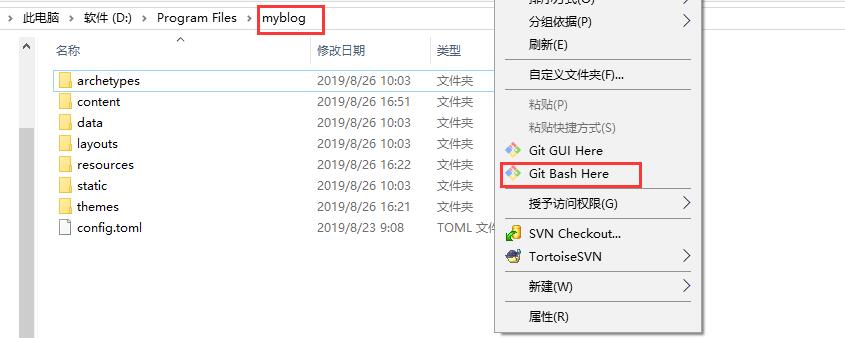 此电脑 > 软件 (D:) > Program Files > myblog
名称 修改日期 类型
archetypes 2019/8/26 10:03 文件夹
content 2019/8/26 16:51 文件夹
data 2019/8/26 10:03 文件夹
layouts 2019/8/26 10:03 文件夹
resources 2019/8/26 16:22 文件夹
static 2019/8/26 10:03 文件夹
themes 2019/8/26 16:21 文件夹
config.toml 2019/8/23 9:08 TOML 文件
排序方式(O)
分组依据(P)
刷新(E)
自定义文件夹(F)...
粘贴(P)
粘贴快捷方式(S)
Git GUI Here
Git Bash Here
授予访问权限(G)
SVN Checkout...
TortoiseSVN
新建(W)
属性(R)